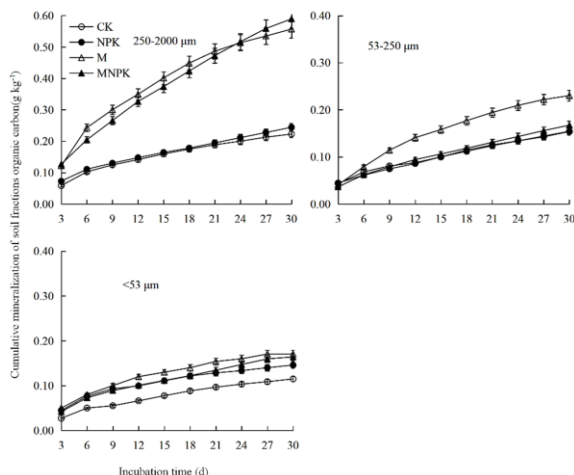 Cumulative mineralization of soil fractions organic carbon(g kg⁻¹)
0.60
0.50
0.40
0.30
0.20
0.10
0.00
CK
NPK
M
MNPK
250-2000 μm
3 6 9 12 15 18 21 24 27 30
0.40
0.30
0.20
0.10
0.00
53-250 μm
3 6 9 12 15 18 21 24 27 30
0.40
0.30
0.20
0.10
0.00
<53 μm
3 6 9 12 15 18 21 24 27 30
Incubation time (d)